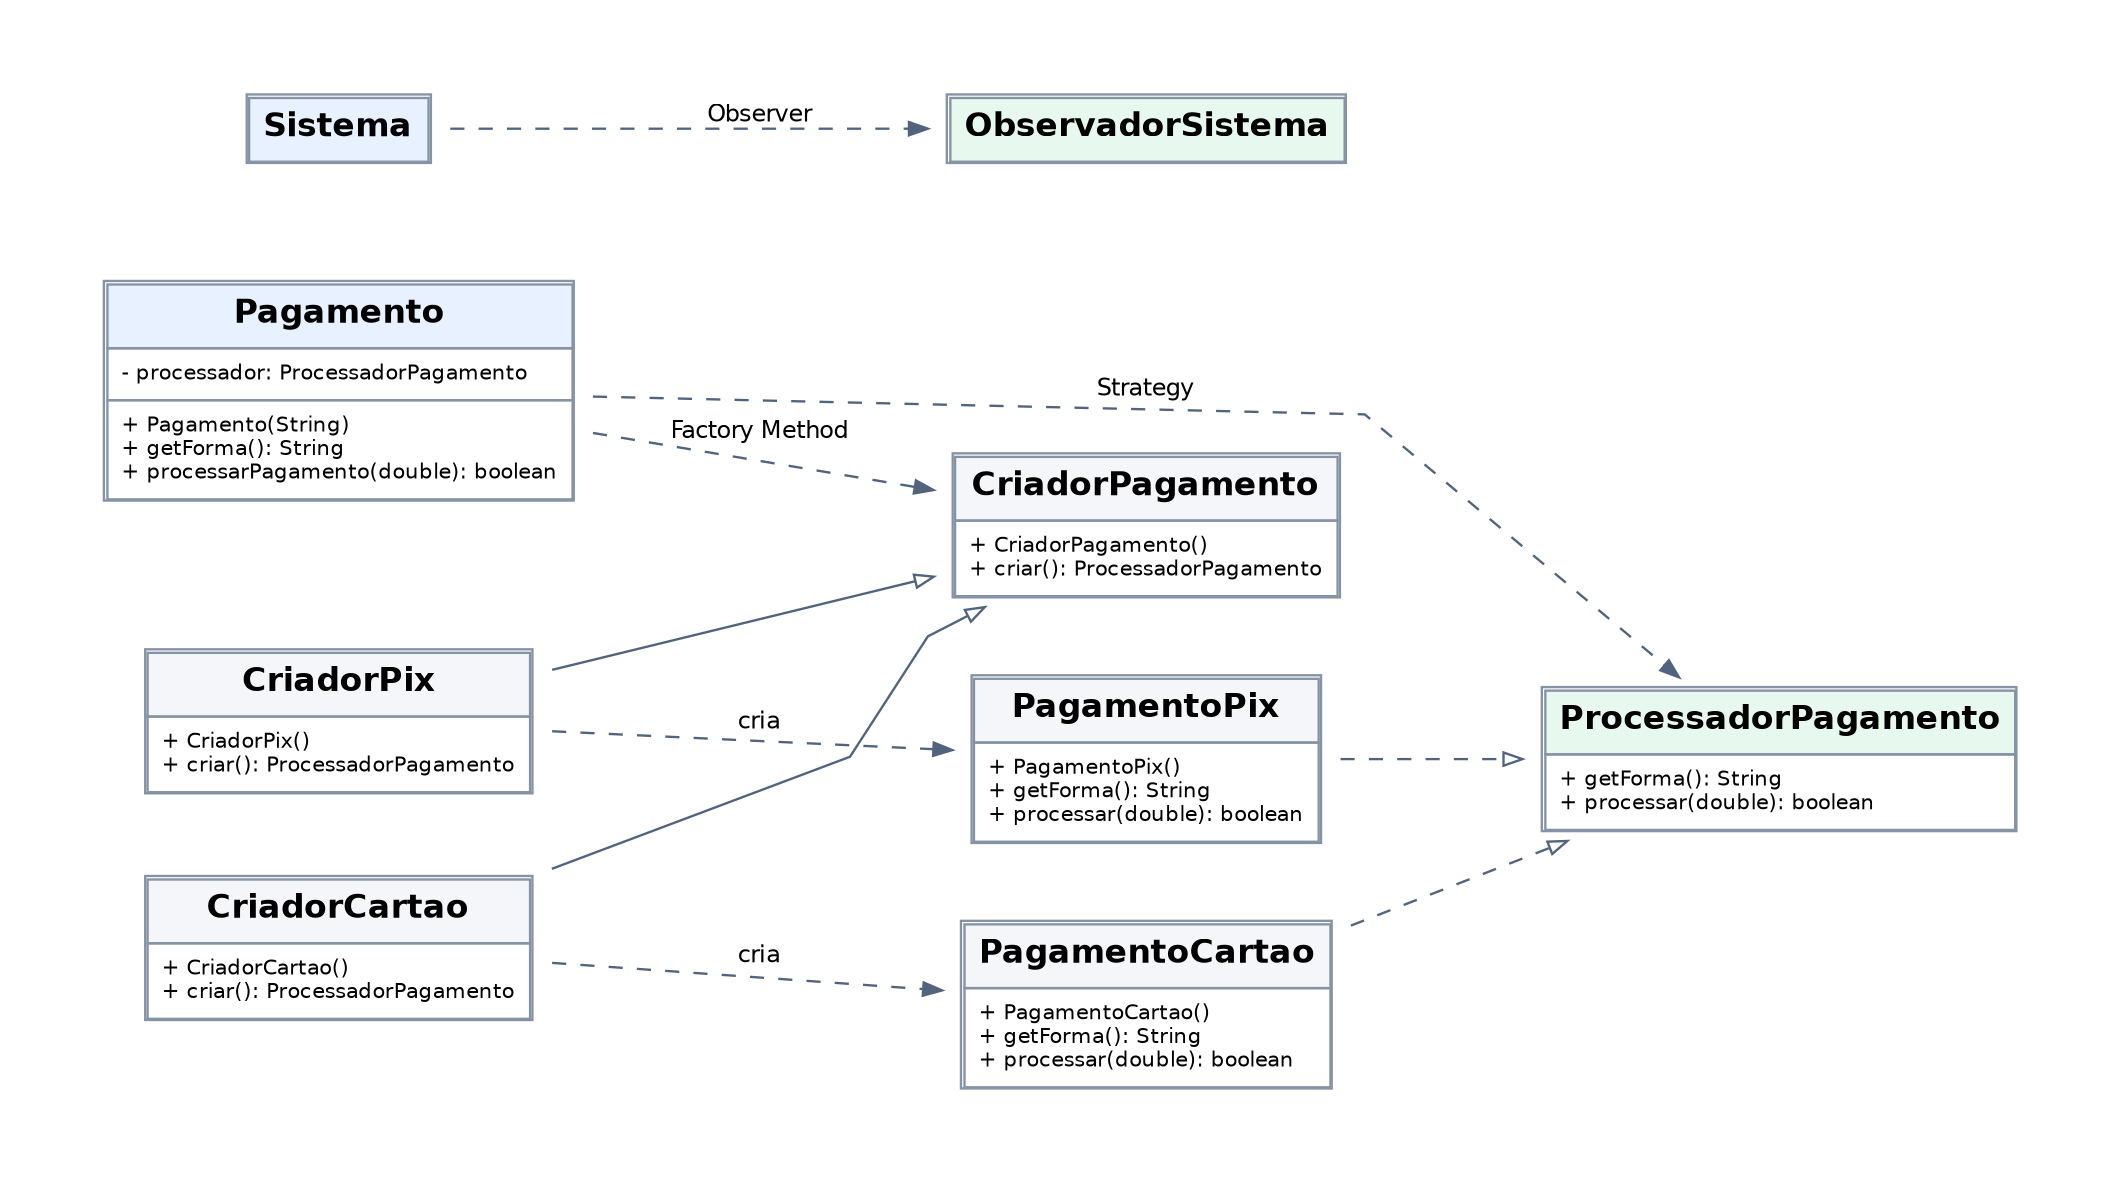 Sistema
Observer
ObservadorSistema
Pagamento
- processador: ProcessadorPagamento
+ Pagamento(String)
+ getForma(): String
+ processarPagamento(double): boolean
Strategy
Factory Method
CriadorPagamento
+ CriadorPagamento()
+ criar(): ProcessadorPagamento
CriadorPix
+ CriadorPix()
+ criar(): ProcessadorPagamento
cria
PagamentoPix
+ PagamentoPix()
+ getForma(): String
+ processar(double): boolean
ProcessadorPagamento
+ getForma(): String
+ processar(double): boolean
CriadorCartao
+ CriadorCartao()
+ criar(): ProcessadorPagamento
cria
PagamentoCartao
+ PagamentoCartao()
+ getForma(): String
+ processar(double): boolean